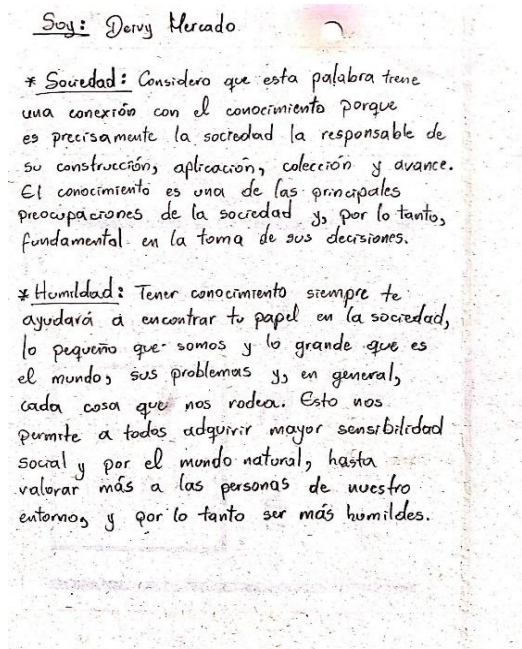 Soy: Dervy Mercado
* Sociedad: Considero que esta palabra tiene
una conexión con el conocimiento porque
es precisamente la sociedad la responsable de
su construcción, aplicación, colección y avance.
El conocimiento es una de las principales
preocupaciones de la sociedad y, por lo tanto,
fundamental en la toma de sus decisiones.
* Humildad: Tener conocimiento siempre te
ayudará a encontrar tu papel en la sociedad,
lo pequeño que somos y lo grande que es
el mundo, sus problemas y, en general,
cada cosa que nos rodea. Esto nos
permite a todos adquirir mayor sensibilidad
social y por el mundo natural, hasta
valorar más a las personas de nuestro
entorno, y por lo tanto ser más humildes.